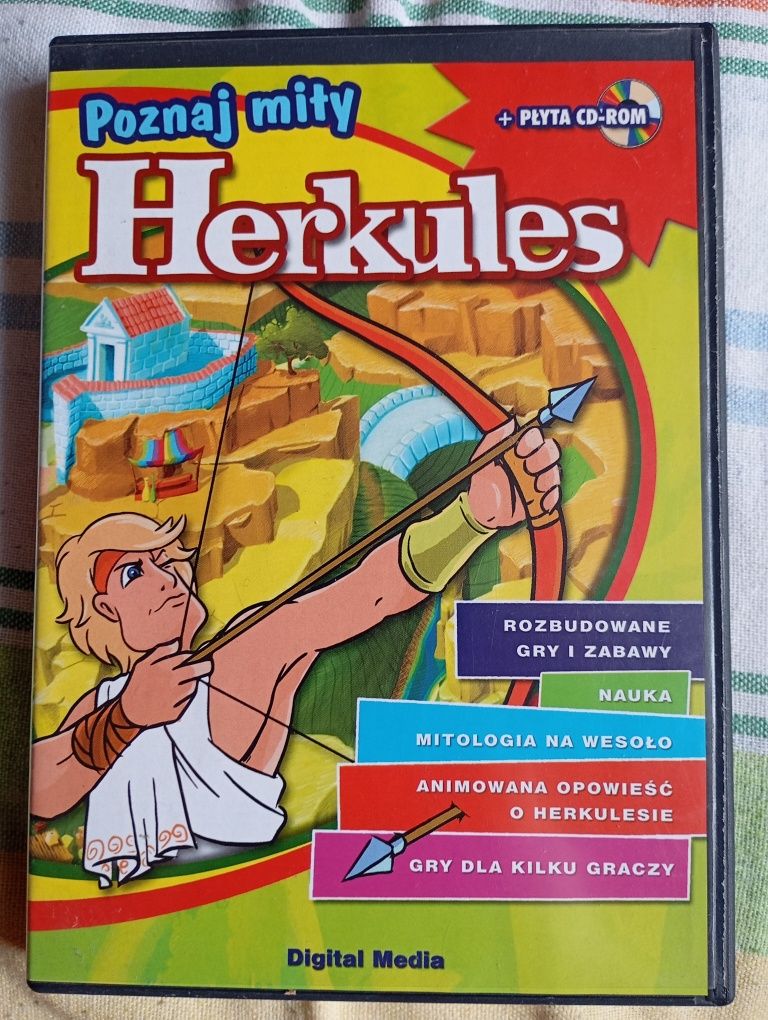 Poznaj mity
+ PŁYTA CD-ROM
Herkules
ROZBUDOWANE
GRY I ZABAWY
NAUKA
MITOLOGIA NA WESOŁO
ANIMOWANA OPOWIEŚĆ
O HERKULESIE
GRY DLA KILKU GRACZY
Digital Media